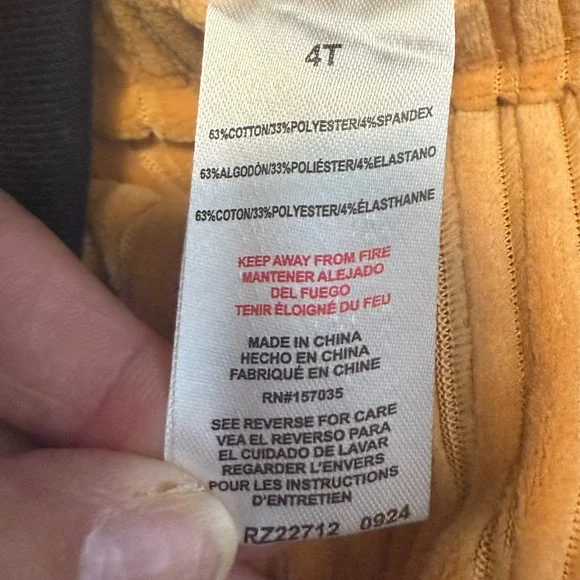 4T
63%COTTON/33%POLYESTER/4%SPANDEX
63%ALGODÓN/33%POLIÉSTER/4%ELASTANO
63%COTON/33%POLYESTER/4%ÉLASTHANNE
KEEP AWAY FROM FIRE
MANTENER ALEJADO
DEL FUEGO
TENIR ÉLOIGNÉ DU FEU
MADE IN CHINA
HECHO EN CHINA
FABRIQUÉ EN CHINE
RN#157035
SEE REVERSE FOR CARE
VEA EL REVERSO PARA
EL CUIDADO DE LAVAR
REGARDER L'ENVERS
POUR LES INSTRUCTIONS
D'ENTRETIEN
RZ22712 0924